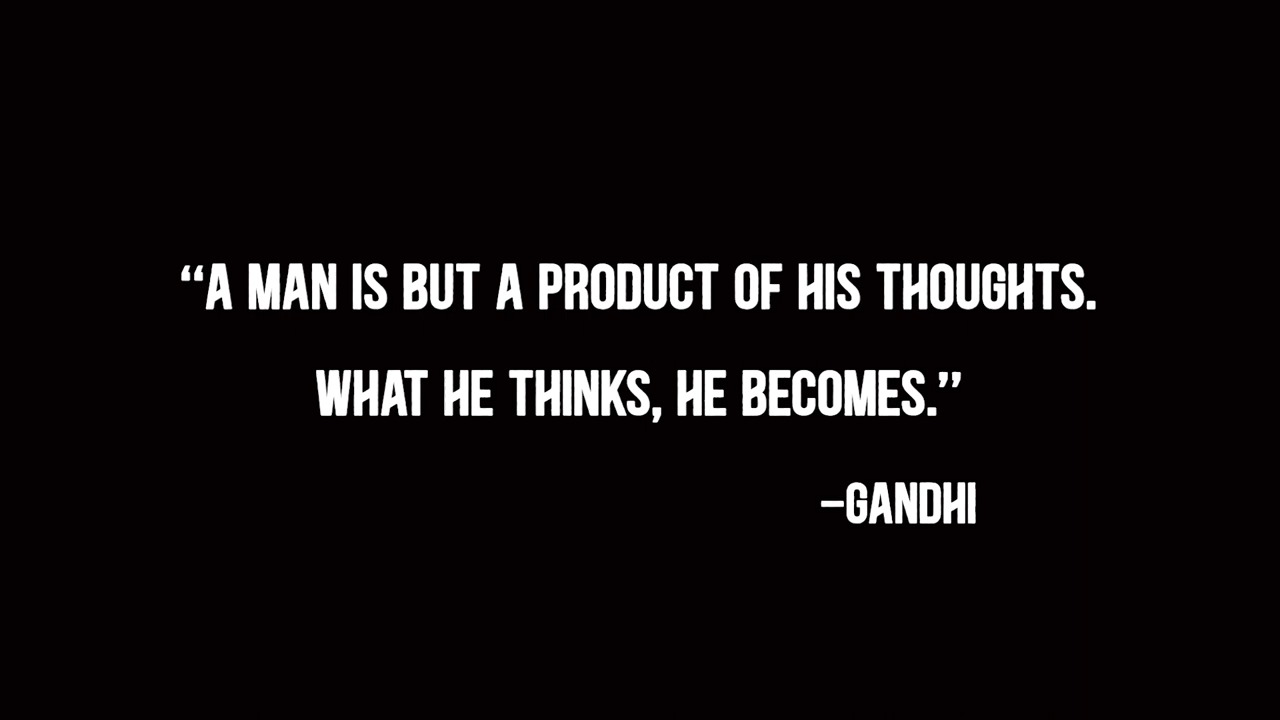 “A MAN IS BUT A PRODUCT OF HIS THOUGHTS.
WHAT HE THINKS, HE BECOMES.”
–GANDHI